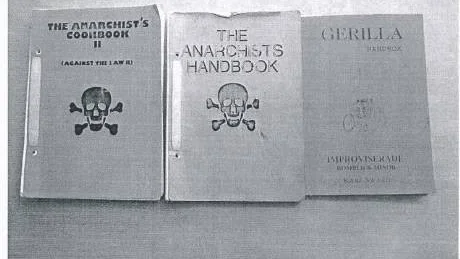 THE ANARCHIST'S
COOKBOOK
II
(AGAINST THE LAW II)
THE
ANARCHISTS
HANDBOOK
GERILLA
HANDBOK
IMPROVISERADE
BOMBER & MINOR